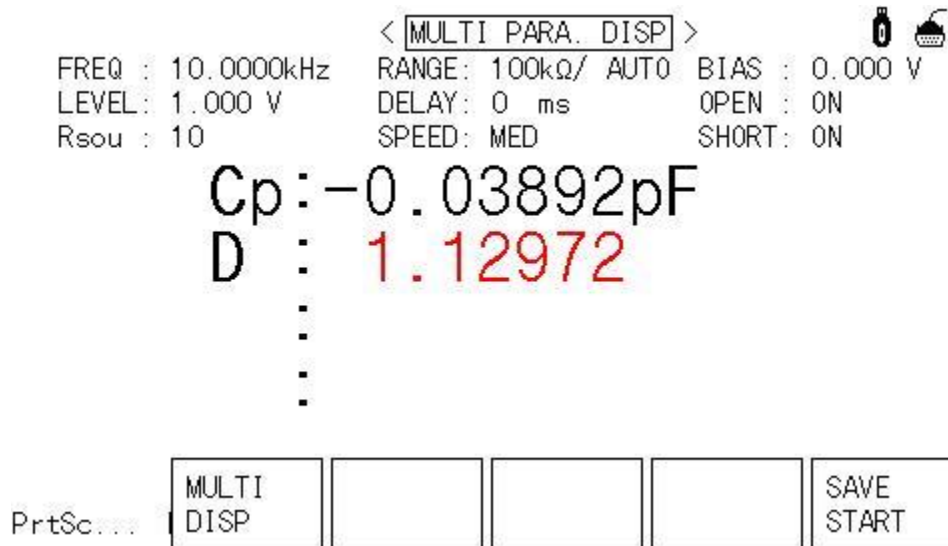 < MULTI PARA. DISP >
FREQ : 10.0000kHz RANGE: 100kΩ/ AUTO BIAS : 0.000 V
LEVEL: 1.000 V DELAY: 0 ms OPEN : ON
Rsou : 10 SPEED: MED SHORT: ON
Cp:-0.03892pF
D : 1.12972
:
:
PrtSc...
MULTI
DISP
SAVE
START